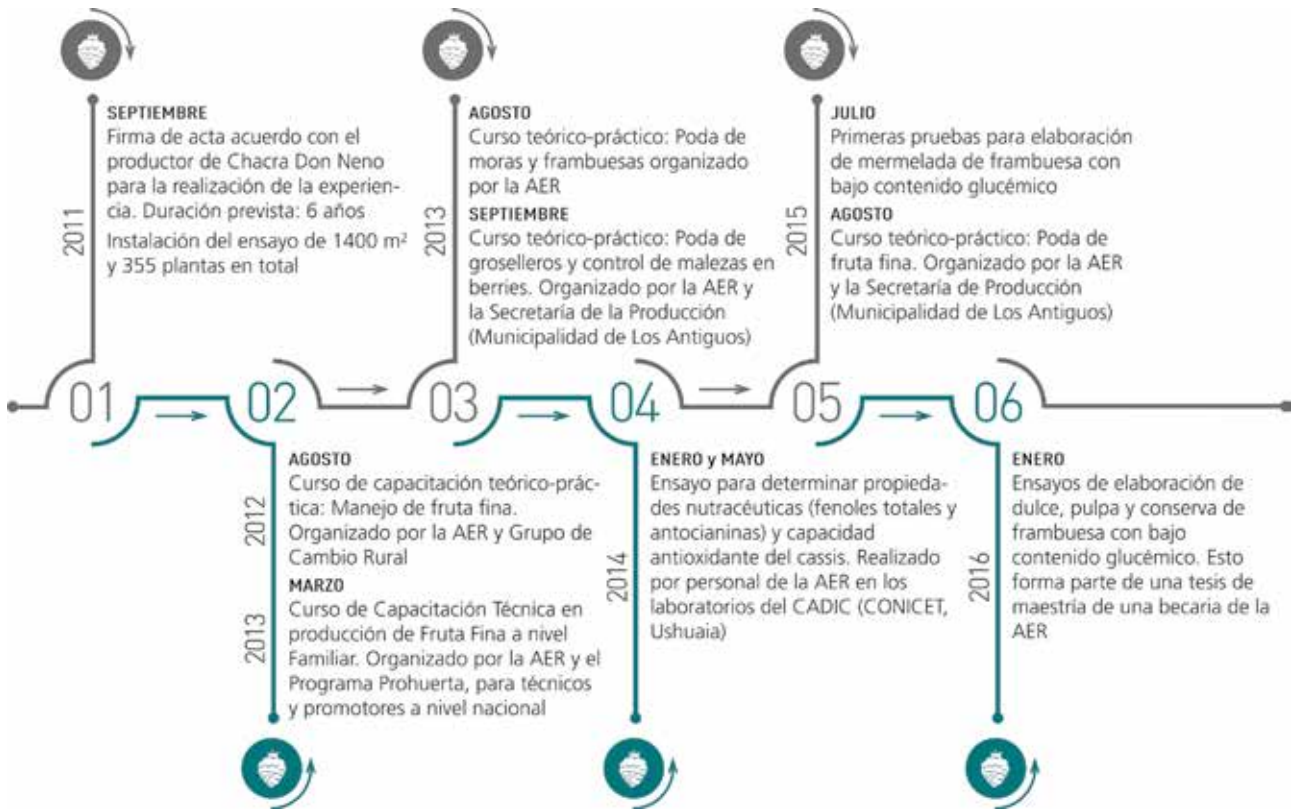 SEPTIEMBRE
Firma de acta acuerdo con el
productor de Chacra Don Neno
para la realización de la experien-
cia. Duración prevista: 6 años
Instalación del ensayo de 1400 m²
y 355 plantas en total
2011
01
AGOSTO
Curso de capacitación teórico-prác-
tica: Manejo de fruta fina.
Organizado por la AER y Grupo de
Cambio Rural
2012
MARZO
Curso de Capacitación Técnica en
producción de Fruta Fina a nivel
Familiar. Organizado por la AER y el
Programa Prohuerta, para técnicos
y promotores a nivel nacional
2013
02
AGOSTO
Curso teórico-práctico: Poda de
moras y frambuesas organizado
por la AER
SEPTIEMBRE
Curso teórico-práctico: Poda de
groselleros y control de malezas en
berries. Organizado por la AER y
la Secretaría de la Producción
(Municipalidad de Los Antiguos)
2013
03
ENERO y MAYO
Ensayo para determinar propieda-
des nutracéuticas (fenoles totales y
antocianinas) y capacidad
antioxidante del cassis. Realizado
por personal de la AER en los
laboratorios del CADIC (CONICET,
Ushuaia)
2014
04
JULIO
Primeras pruebas para elaboración
de mermelada de frambuesa con
bajo contenido glucémico
AGOSTO
Curso teórico-práctico: Poda de
fruta fina. Organizado por la AER
y la Secretaría de Producción
(Municipalidad de Los Antiguos)
2015
05
ENERO
Ensayos de elaboración de
dulce, pulpa y conserva de
frambuesa con bajo
contenido glucémico. Esto
forma parte de una tesis de
maestría de una becaria de la
AER
2016
06